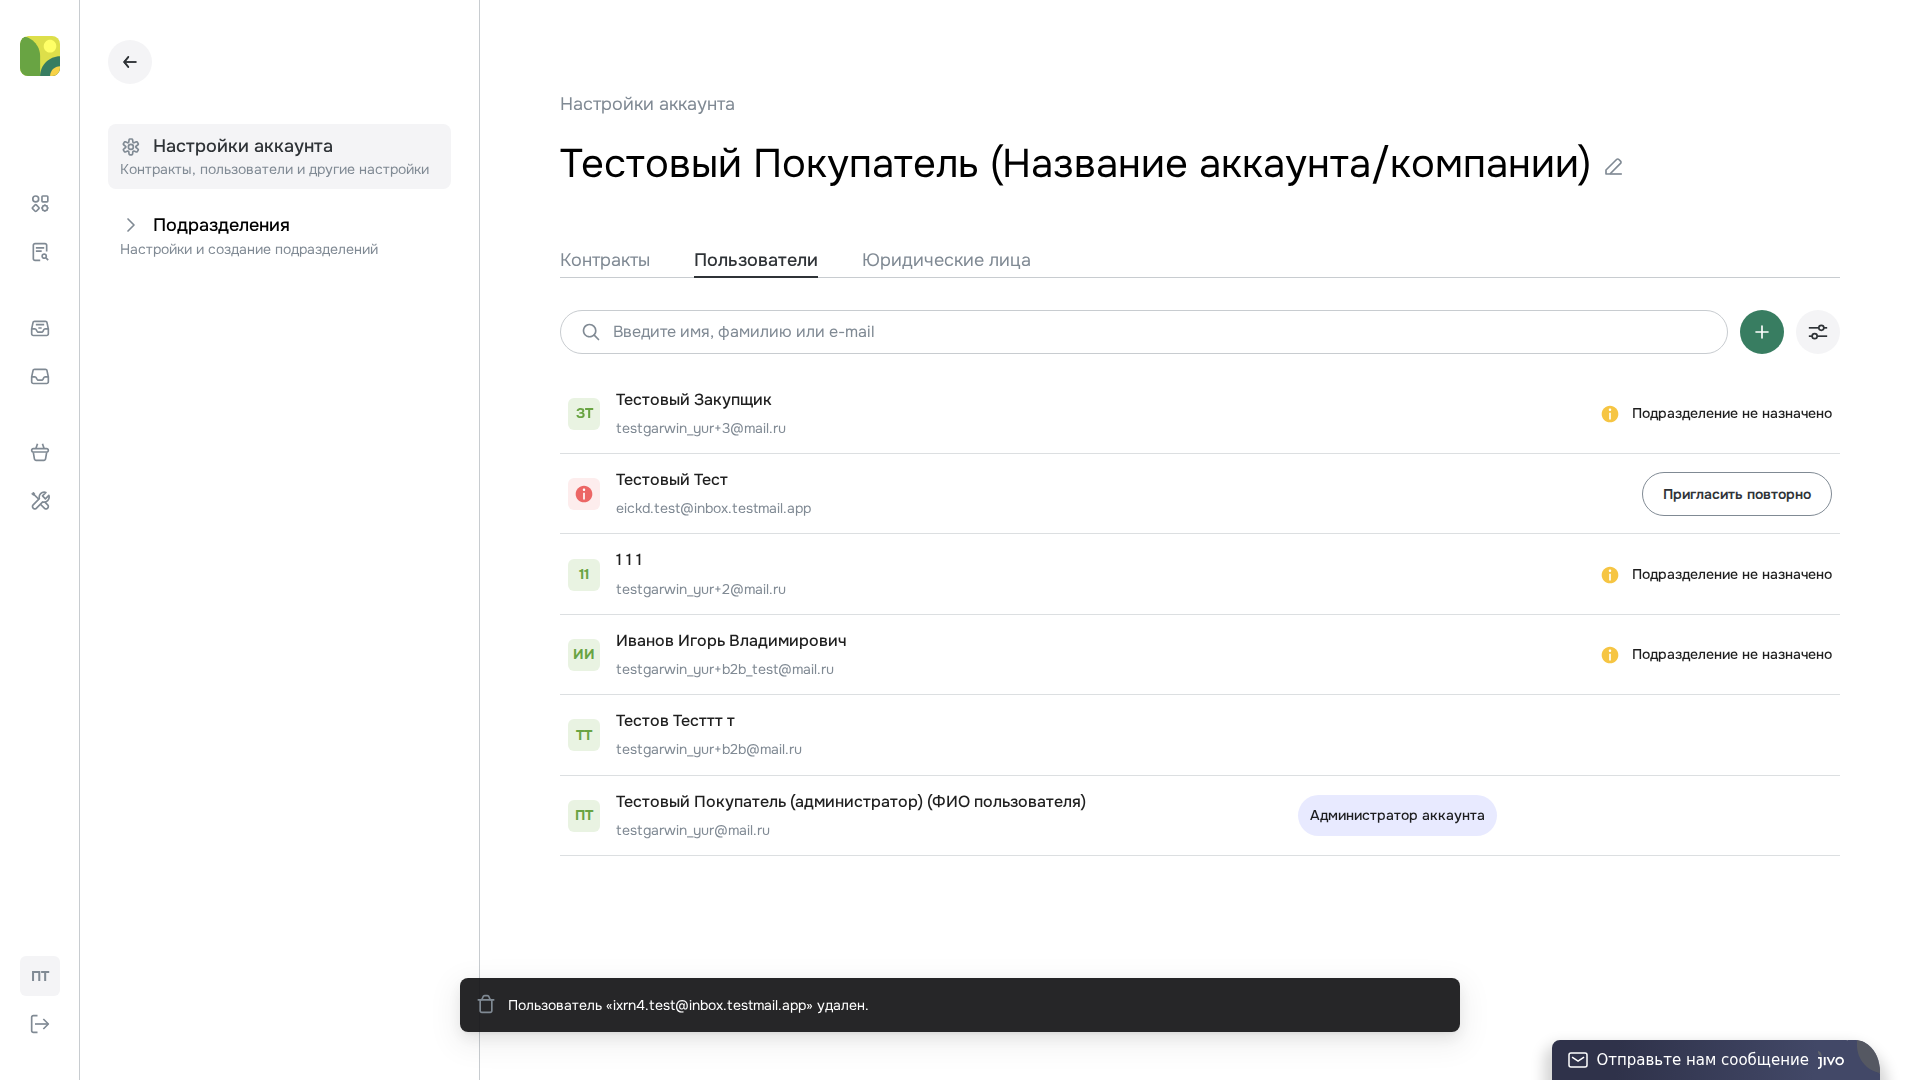 Настройки аккаунта
Контракты, пользователи и другие настройки
Подразделения
Настройки и создание подразделений
ПТ
Настройки аккаунта
Тестовый Покупатель (Название аккаунта/компании)
Контракты
Пользователи
Юридические лица
Введите имя, фамилию или e-mail
ЗТ
Тестовый Закупщик
testgarwin_yur+3@mail.ru
Подразделение не назначено
Тестовый Тест
eickd.test@inbox.testmail.app
Пригласить повторно
11
1 1 1
testgarwin_yur+2@mail.ru
Подразделение не назначено
ИИ
Иванов Игорь Владимирович
testgarwin_yur+b2b_test@mail.ru
Подразделение не назначено
ТТ
Тестов Тесттт т
testgarwin_yur+b2b@mail.ru
ПТ
Тестовый Покупатель (администратор) (ФИО пользователя)
testgarwin_yur@mail.ru
Администратор аккаунта
Пользователь «ixrn4.test@inbox.testmail.app» удален.
Отправьте нам сообщение jivo